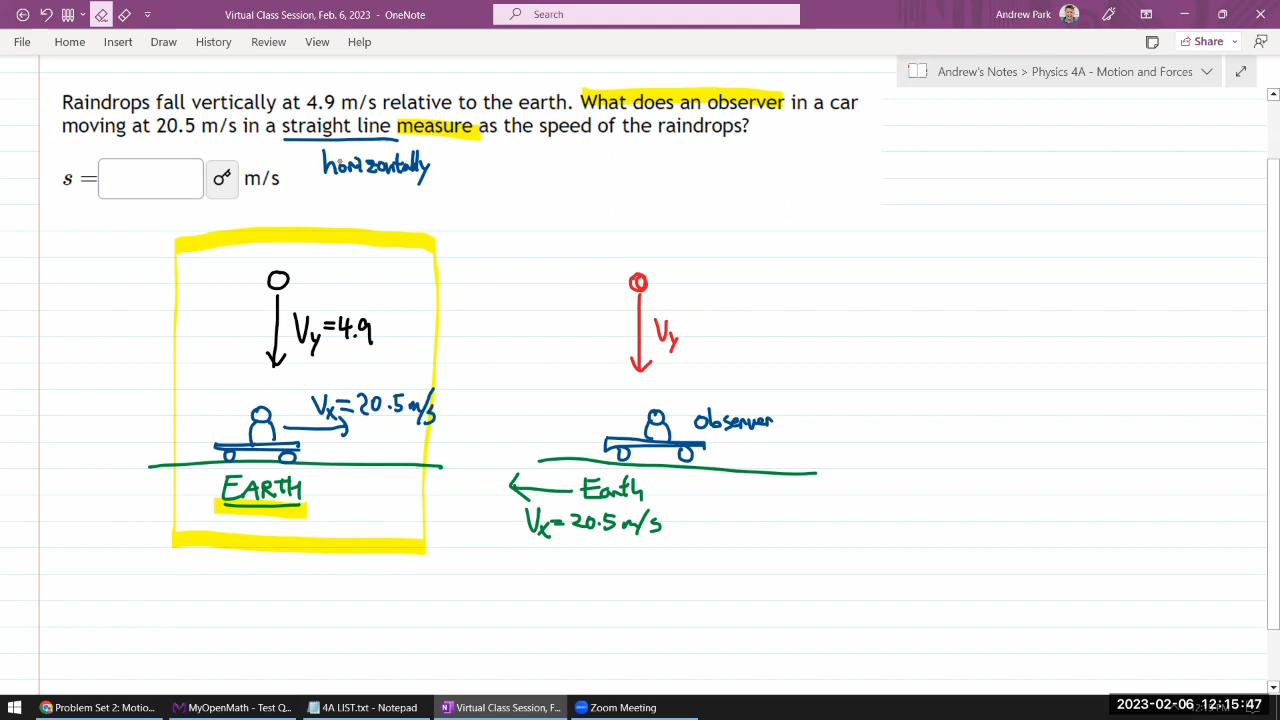 Virtual Class Session, Feb. 6, 2023 - OneNote
Search
Andrew Park
File Home Insert Draw History Review View Help
Share
Andrew's Notes > Physics 4A - Motion and Forces
Raindrops fall vertically at 4.9 m/s relative to the earth. What does an observer in a car
moving at 20.5 m/s in a straight line measure as the speed of the raindrops?
horizontally
s = m/s
Vy=4.9
Vx=20.5 m/s
EARTH
Vy
observer
Earth
Vx=20.5 m/s
Problem Set 2: Motio...
MyOpenMath - Test Q...
4A LIST.txt - Notepad
Virtual Class Session, F...
Zoom Meeting
2023-02-06 12:15:47